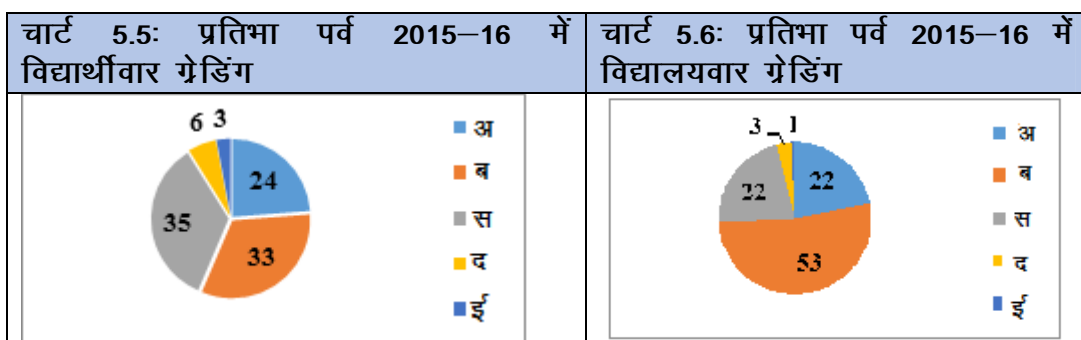 चार्ट 5.5: प्रतिभा पर्व 2015–16 में
विद्यार्थीवार ग्रेडिंग
6 3
24
35
33
अ
ब
स
द
ई
चार्ट 5.6: प्रतिभा पर्व 2015–16 में
विद्यालयवार ग्रेडिंग
3 1
22 22
53
अ
ब
स
द
ई